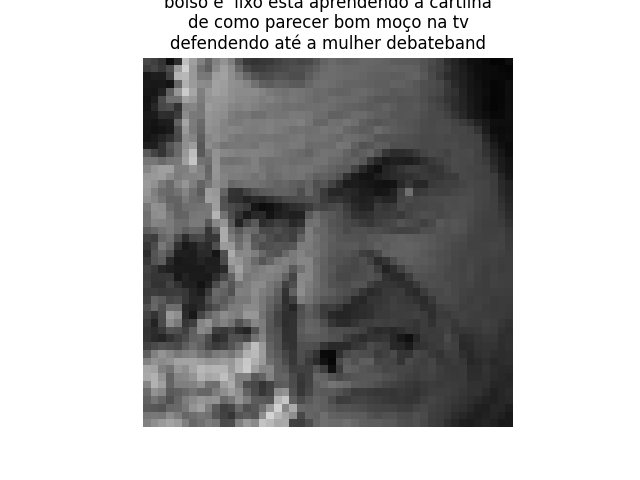 bolso é lixo está aprendendo a cartilha
de como parecer bom moço na tv
defendendo até a mulher debateband